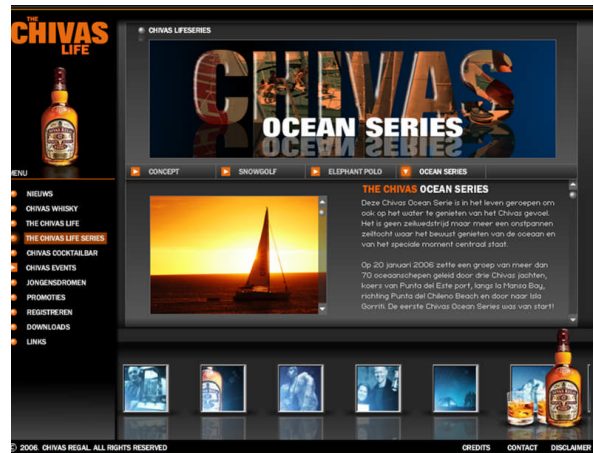 THE
CHIVAS
LIFE
CHIVAS LIFESERIES
CHIVAS
OCEAN SERIES
CONCEPT
SNOWGOLF
ELEPHANT POLO
OCEAN SERIES
MENU
NIEUWS
CHIVAS WHISKY
THE CHIVAS LIFE
THE CHIVAS LIFE SERIES
CHIVAS COCKTAILBAR
CHIVAS EVENTS
JONGENSDROMEN
PROMOTIES
REGISTREREN
DOWNLOADS
LINKS
THE CHIVAS OCEAN SERIES
Deze Chivas Ocean Serie is in het leven geroepen om
ook op het water te genieten van het Chivas gevoel.
Het is geen zeilwedstrijd maar meer een onstpannen
zeiltocht waar het bewust genieten van de oceaan en
van het speciale moment centraal staat.
Op 20 januari 2006 zette een groep van meer dan
70 oceaanschepen geleid door drie Chivas jachten,
koers van Punta del Este port, langs la Mansa Bay,
richting Punta del Chileno Beach en door naar Isla
Gorriti. De eerste Chivas Ocean Series was van start!
© 2006. CHIVAS REGAL. ALL RIGHTS RESERVED
CREDITS
CONTACT
DISCLAIMER